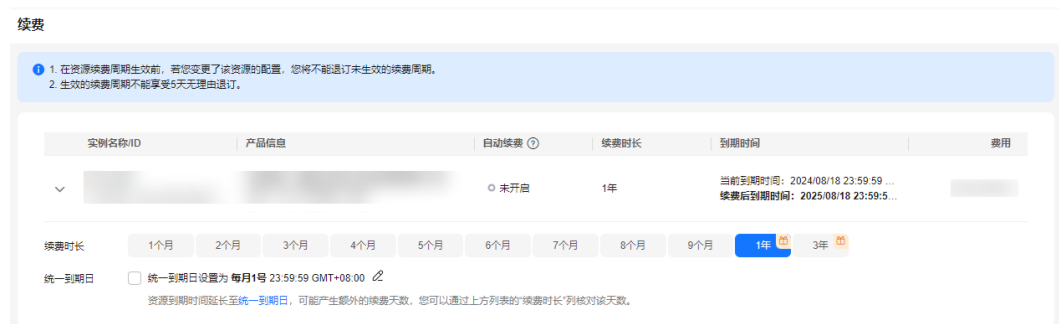 续费
1. 在资源续费周期生效前，若您变更了该资源的配置，您将不能退订未生效的续费周期。
2. 生效的续费周期不能享受5天无理由退订。
实例名称/ID 产品信息 自动续费 续费时长 到期时间 费用
未开启 1年 当前到期时间：2024/08/18 23:59:59 ...
续费后到期时间：2025/08/18 23:59:5...
续费时长 1个月 2个月 3个月 4个月 5个月 6个月 7个月 8个月 9个月 1年 3年
统一到期日 统一到期日设置为 每月1号 23:59:59 GMT+08:00
资源到期时间延长至统一到期日，可能产生额外的续费天数，您可以通过上方列表的“续费时长”列核对该天数。